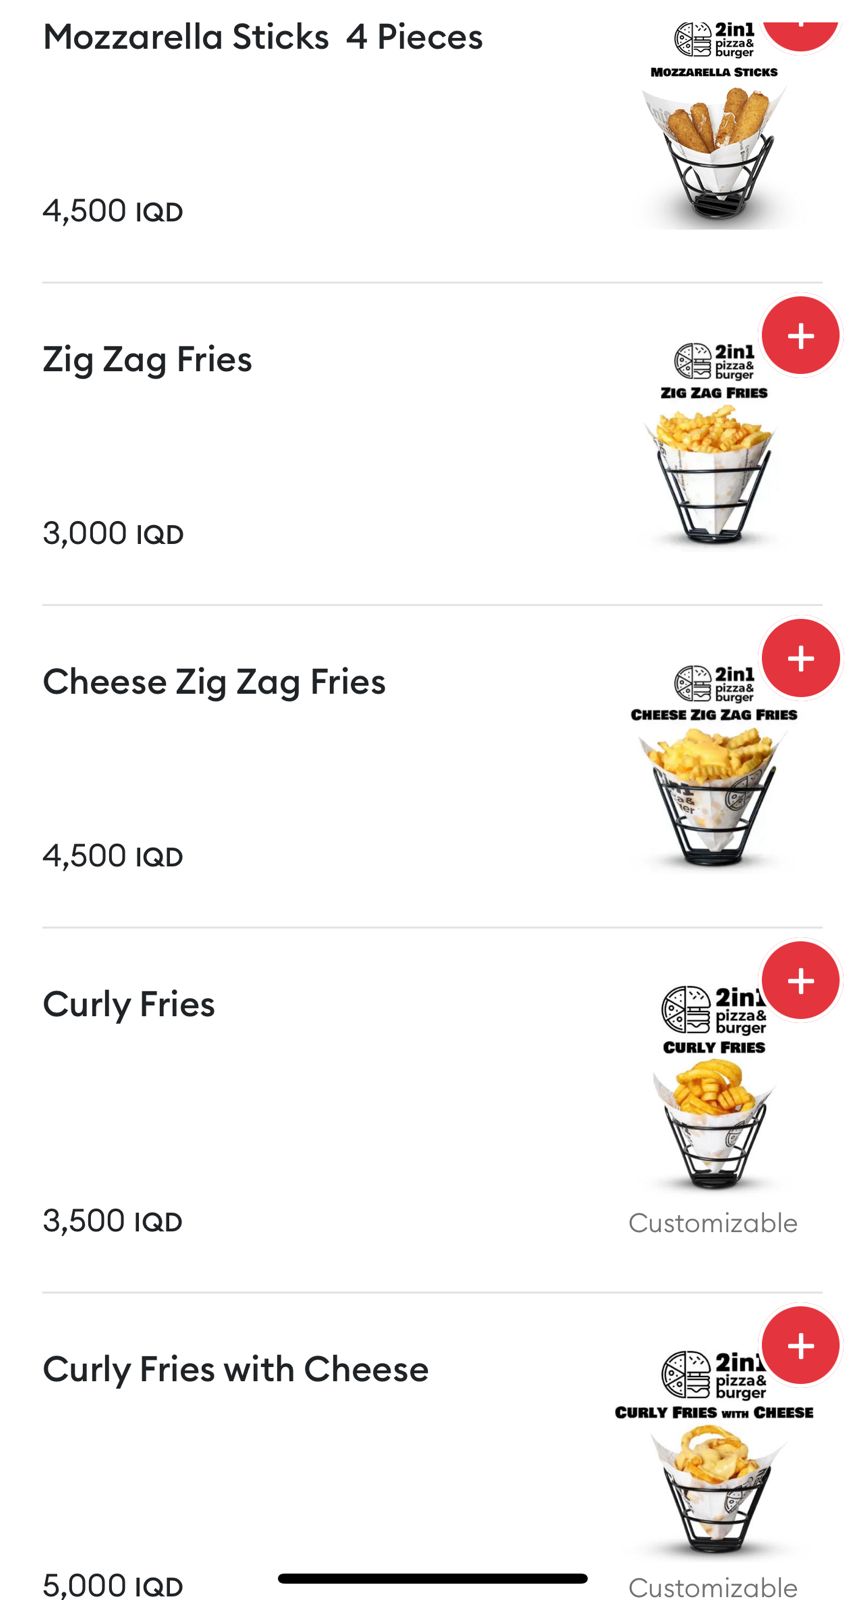 Mozzarella Sticks  4 Pieces
2in1
pizza&
burger
MOZZARELLA STICKS
4,500 IQD
Zig Zag Fries
2in1
pizza&
burger
ZIG ZAG FRIES
3,000 IQD
Cheese Zig Zag Fries
2in1
pizza&
burger
CHEESE ZIG ZAG FRIES
4,500 IQD
Curly Fries
2in1
pizza&
burger
CURLY FRIES
3,500 IQD
Customizable
Curly Fries with Cheese
2in1
pizza&
burger
CURLY FRIES WITH CHEESE
5,000 IQD
Customizable